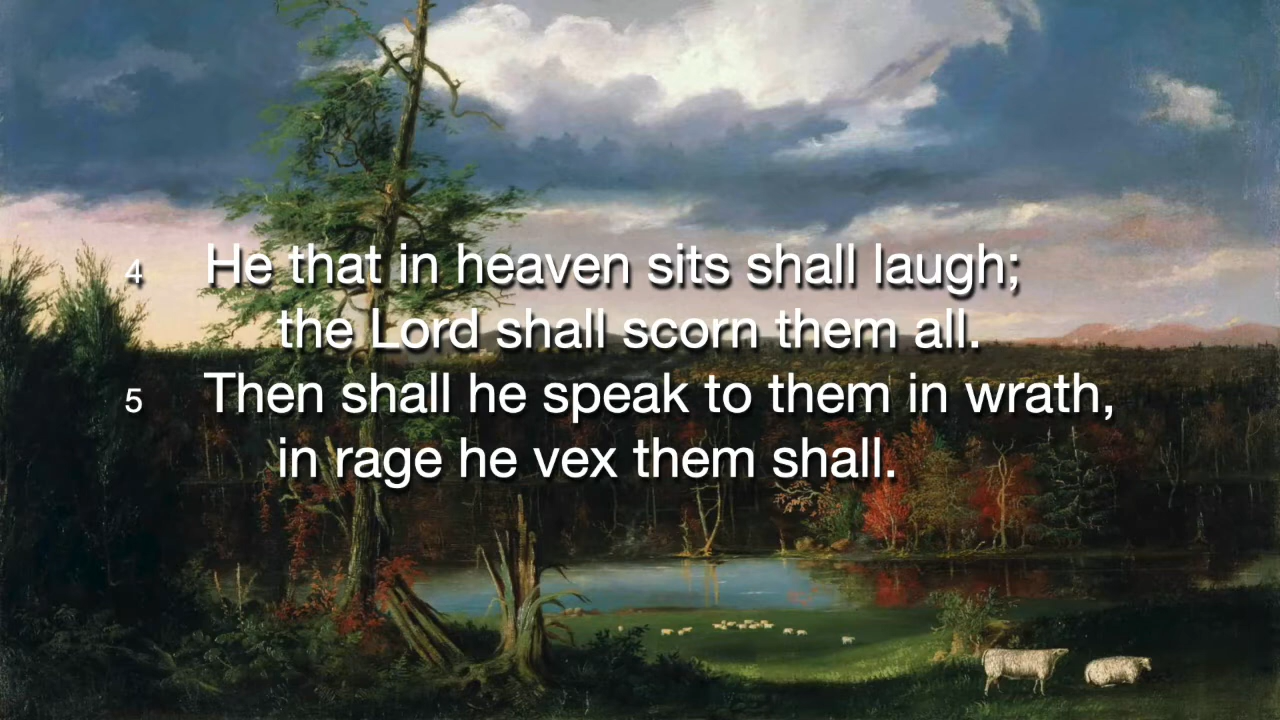 4 He that in heaven sits shall laugh;
the Lord shall scorn them all.
5 Then shall he speak to them in wrath,
in rage he vex them shall.